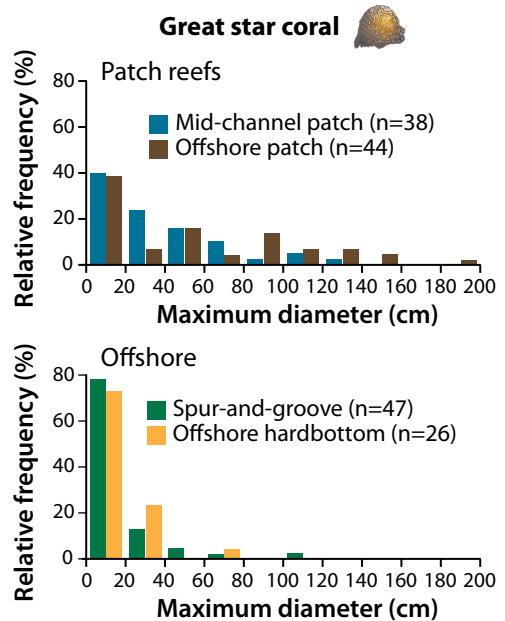 Great star coral
Patch reefs
Relative frequency (%)
80
60
40
20
0
Mid-channel patch (n=38)
Offshore patch (n=44)
0 20 40 60 80 100 120 140 160 180 200
Maximum diameter (cm)
Offshore
Relative frequency (%)
80
60
40
20
0
Spur-and-groove (n=47)
Offshore hardbottom (n=26)
0 20 40 60 80 100 120 140 160 180 200
Maximum diameter (cm)